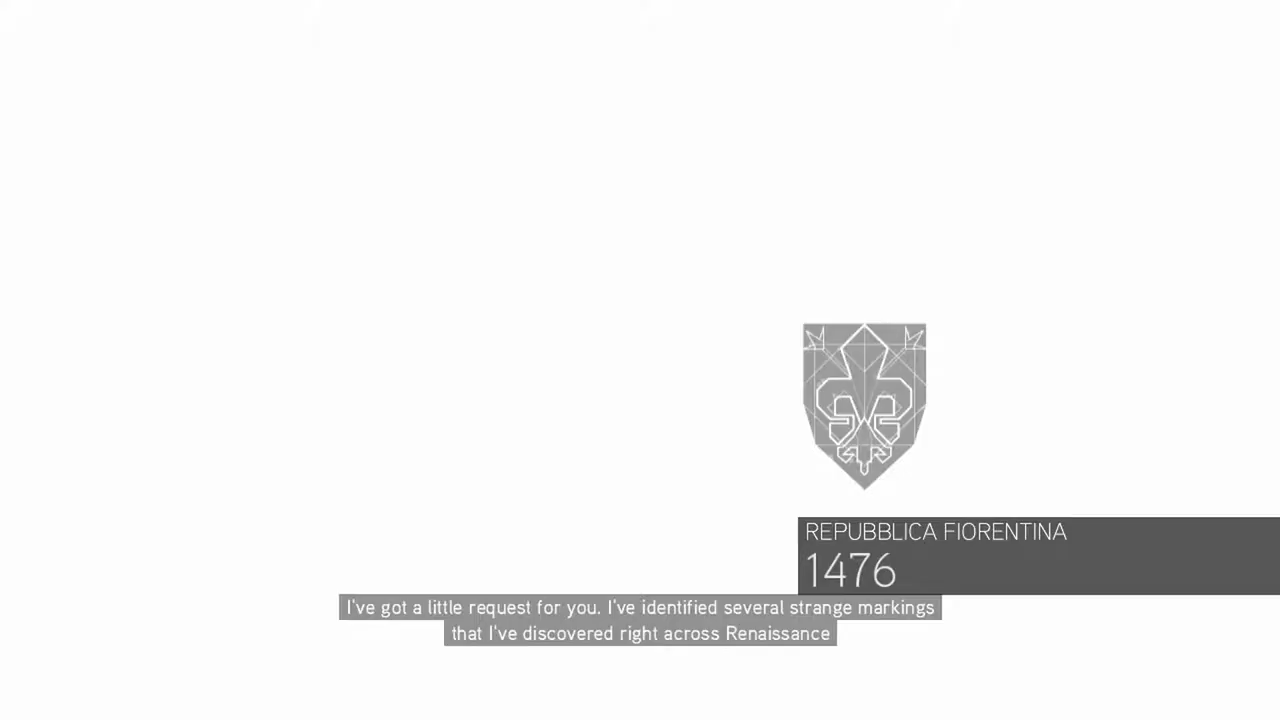 REPUBBLICA FIORENTINA
1476
I've got a little request for you. I've identified several strange markings
that I've discovered right across Renaissance